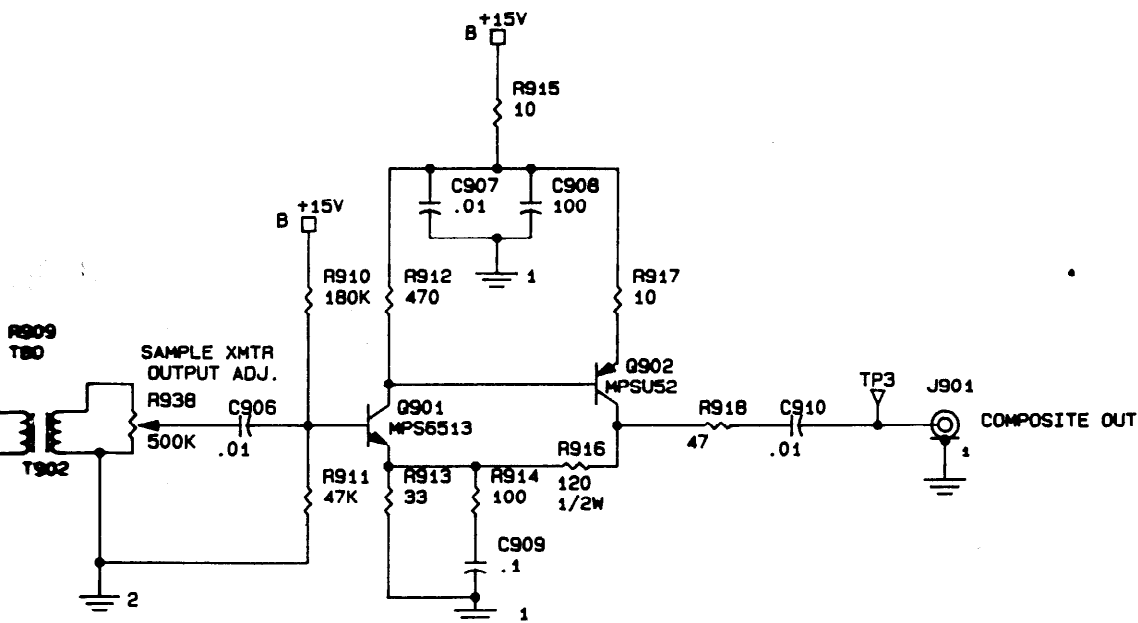 +15V
B
R915
10
C907
.01
C908
100
+15V
B
1
R910
180K
R912
470
R917
10
R909
T80
SAMPLE XMTR
OUTPUT ADJ.
R938
500K
C906
.01
Q901
MPS6513
Q902
MPSU52
TP3
J901
COMPOSITE OUT
R918
47
C910
.01
1
T902
R911
47K
R913
33
R914
100
R916
120
1/2W
C909
.1
2
1